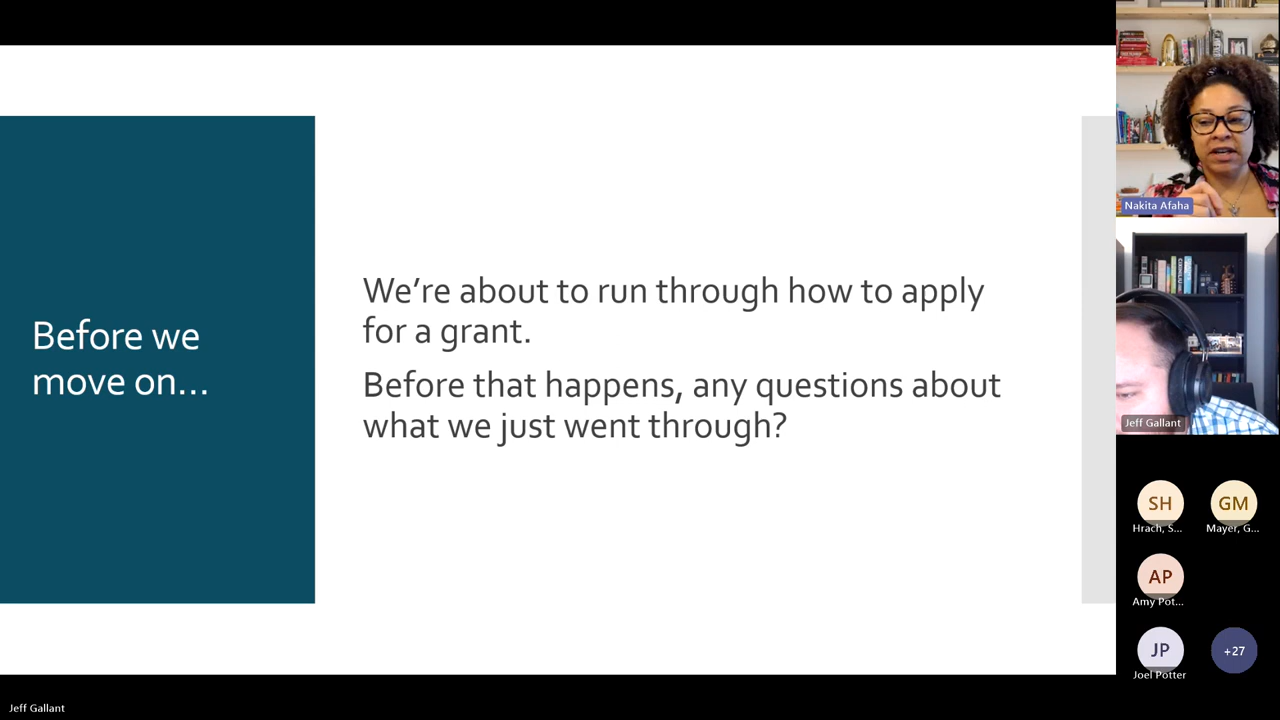 Before we
move on...
We're about to run through how to apply
for a grant.
Before that happens, any questions about
what we just went through?
Nakita Afaha
Jeff Gallant
SH
Hrach, S...
GM
Mayer, G...
AP
Amy Pot...
JP
Joel Potter
+27
Jeff Gallant